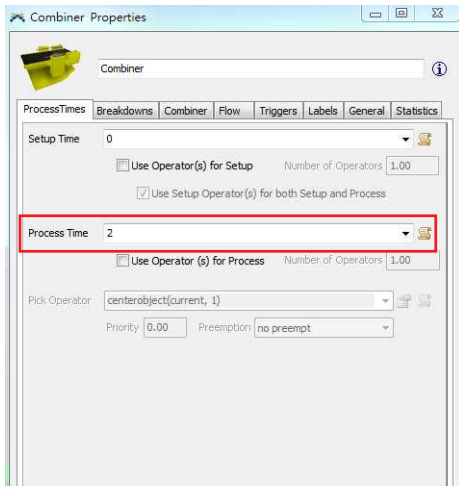 Combiner Properties
Combiner
ProcessTimes Breakdowns Combiner Flow Triggers Labels General Statistics
Setup Time 0
Use Operator(s) for Setup Number of Operators 1.00
Use Setup Operator(s) for both Setup and Process
Process Time 2
Use Operator (s) for Process Number of Operators 1.00
Pick Operator centerobject(current, 1)
Priority 0.00 Preemption no preempt